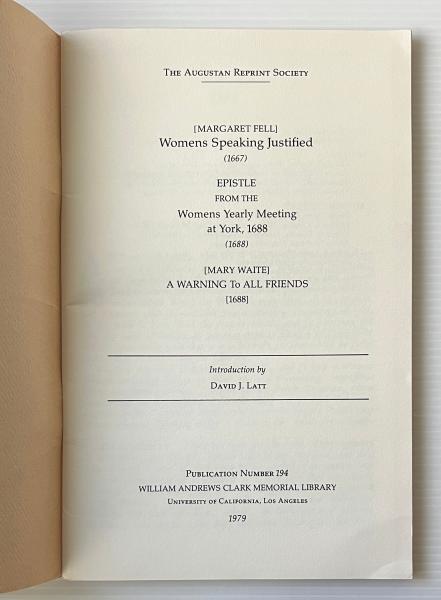 The Augustan Reprint Society
[MARGARET FELL]
Womens Speaking Justified
(1667)
EPISTLE
FROM THE
Womens Yearly Meeting
at York, 1688
(1688)
[MARY WAITE]
A WARNING To ALL FRIENDS
[1688]
Introduction by
David J. Latt
Publication Number 194
WILLIAM ANDREWS CLARK MEMORIAL LIBRARY
University of California, Los Angeles
1979